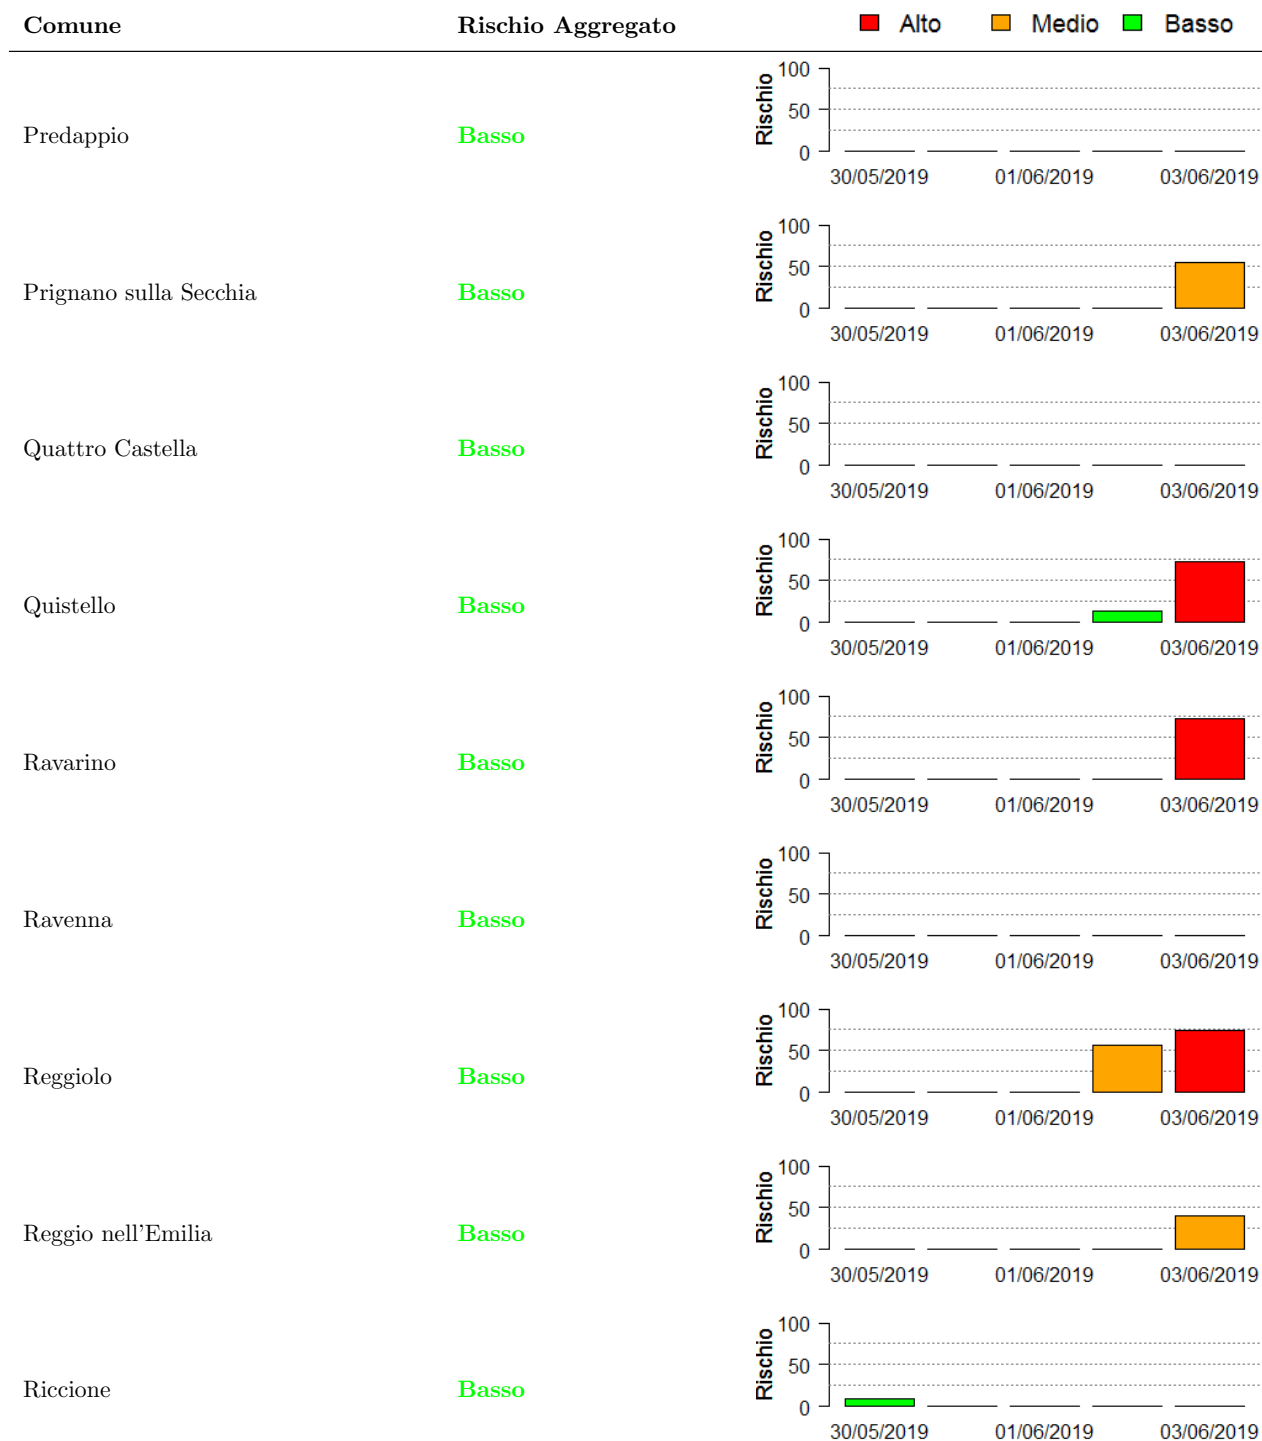 Comune Rischio Aggregato Alto Medio Basso
Predappio Basso
Rischio
100
50
0
30/05/2019 01/06/2019 03/06/2019
Prignano sulla Secchia Basso
Rischio
100
50
0
30/05/2019 01/06/2019 03/06/2019
Quattro Castella Basso
Rischio
100
50
0
30/05/2019 01/06/2019 03/06/2019
Quistello Basso
Rischio
100
50
0
30/05/2019 01/06/2019 03/06/2019
Ravarino Basso
Rischio
100
50
0
30/05/2019 01/06/2019 03/06/2019
Ravenna Basso
Rischio
100
50
0
30/05/2019 01/06/2019 03/06/2019
Reggiolo Basso
Rischio
100
50
0
30/05/2019 01/06/2019 03/06/2019
Reggio nell'Emilia Basso
Rischio
100
50
0
30/05/2019 01/06/2019 03/06/2019
Riccione Basso
Rischio
100
50
0
30/05/2019 01/06/2019 03/06/2019